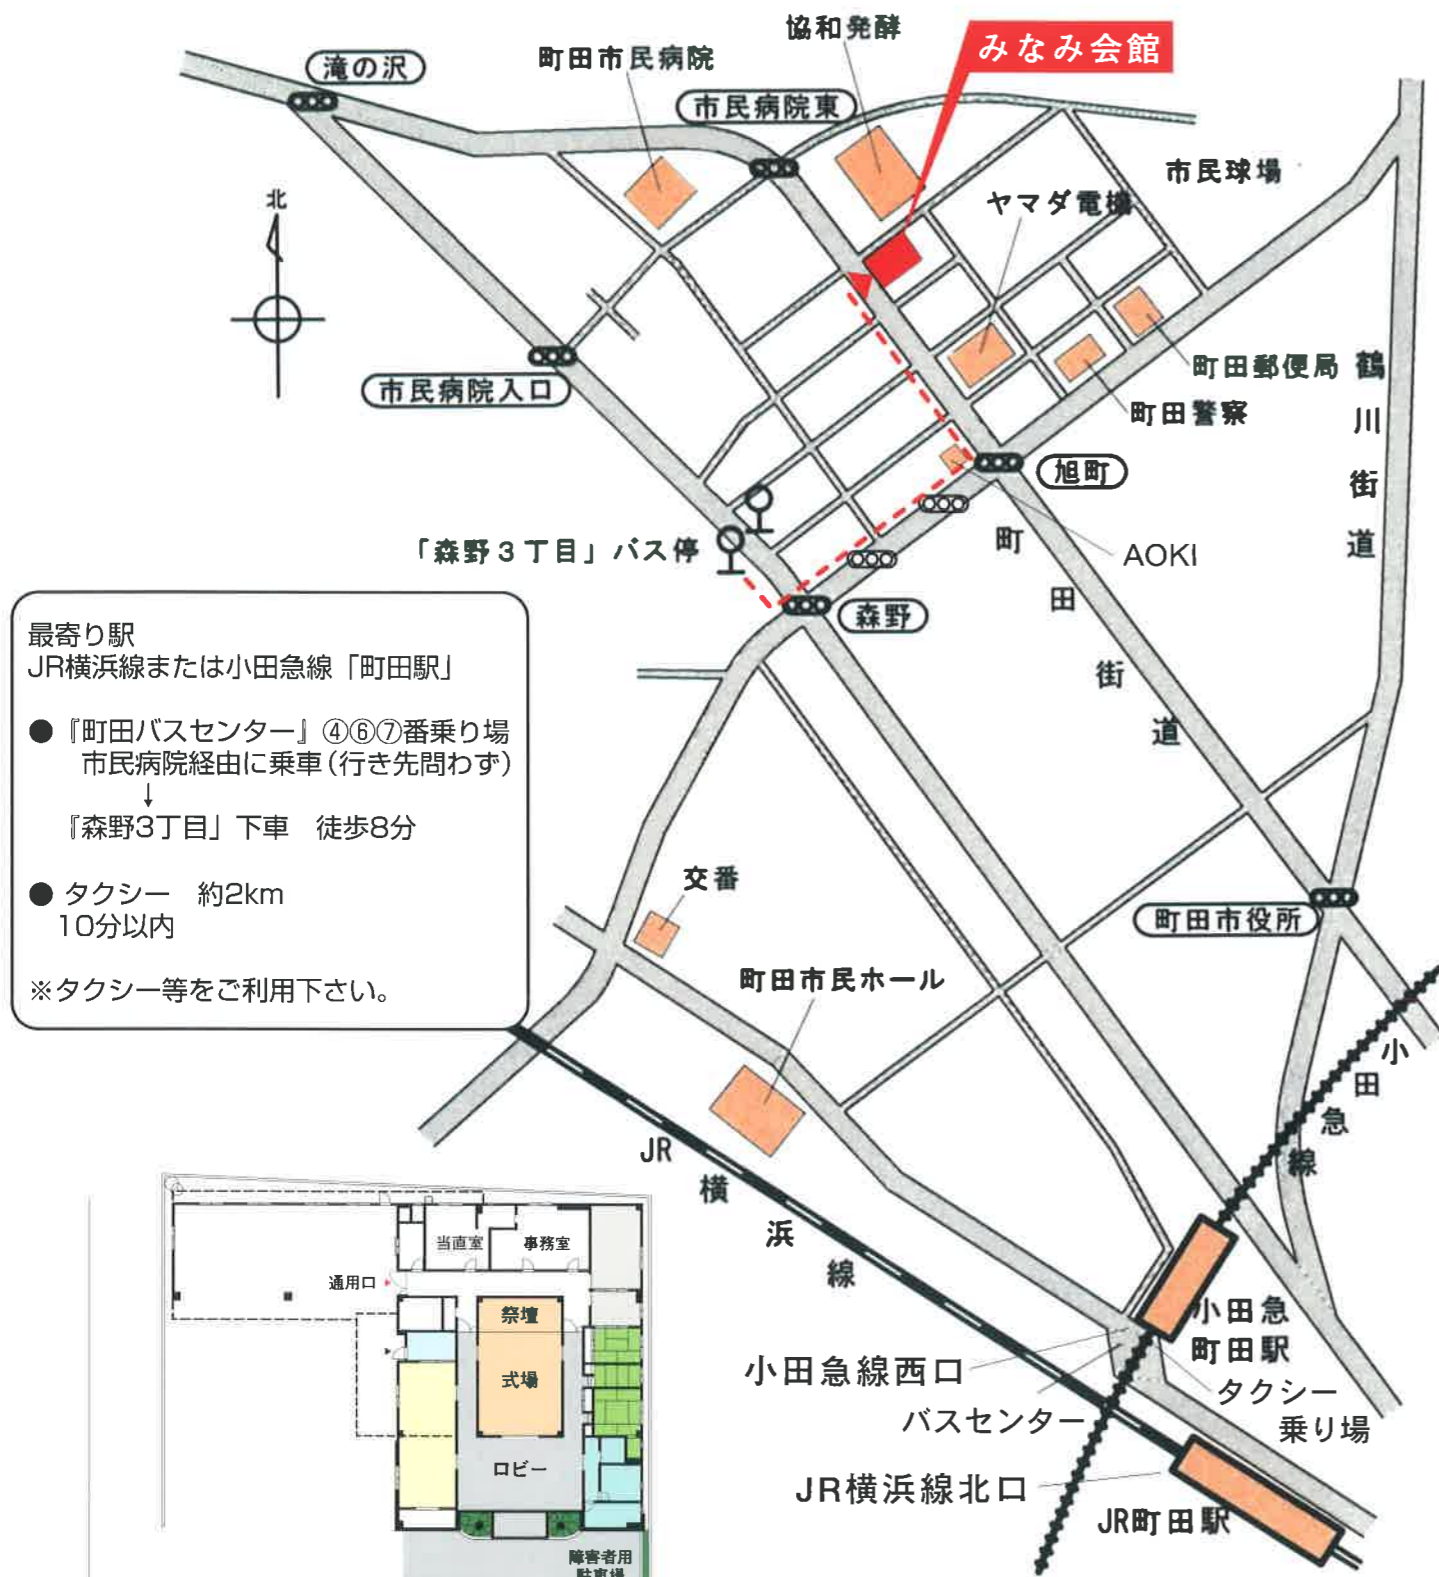 協和発酵
みなみ会館
町田市民病院
滝の沢
市民病院東
市民球場
北
ヤマダ電機
町田郵便局
鶴川街道
市民病院入口
町田警察
旭町
「森野3丁目」バス停
町田街道
AOKI
森野
最寄り駅
JR横浜線または小田急線「町田駅」
●『町田バスセンター』④⑥⑦番乗り場
市民病院経由に乗車(行き先問わず)
↓
『森野3丁目」下車 徒歩8分
● タクシー 約2km
10分以内
※タクシー等をご利用下さい。
交番
町田市役所
町田市民ホール
小田急線
JR横浜線
当直室
事務室
通用口
祭壇
式場
ロビー
障害者用
駐車場
小田急
町田駅
小田急線西口
タクシー
乗り場
バスセンター
JR横浜線北口
JR町田駅